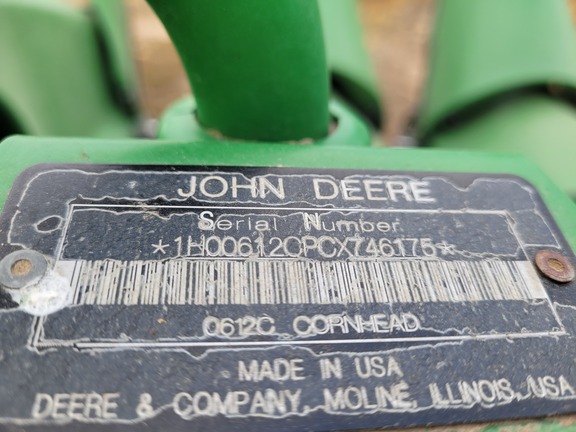 JOHN DEERE
Serial Number
*1H00612CPCX746175*
0612C CORNHEAD
MADE IN USA
DEERE & COMPANY, MOLINE, ILLINOIS, USA